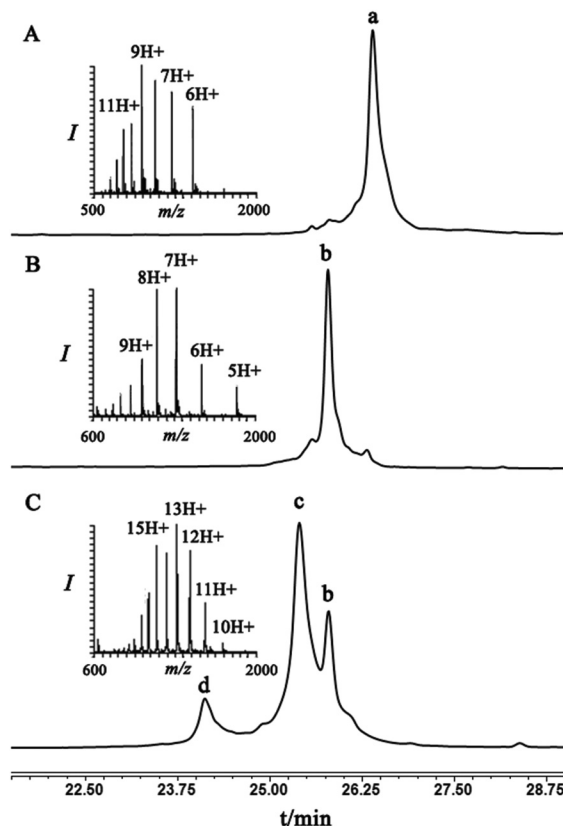 A
a
9H+
7H+
6H+
11H+
I
500
m/z
2000
B
b
7H+
8H+
9H+
6H+
5H+
I
600
m/z
2000
C
c
13H+
15H+
12H+
b
11H+
10H+
I
600
m/z
2000
d
22.50 23.75 25.00 26.25 27.50 28.75
t/min